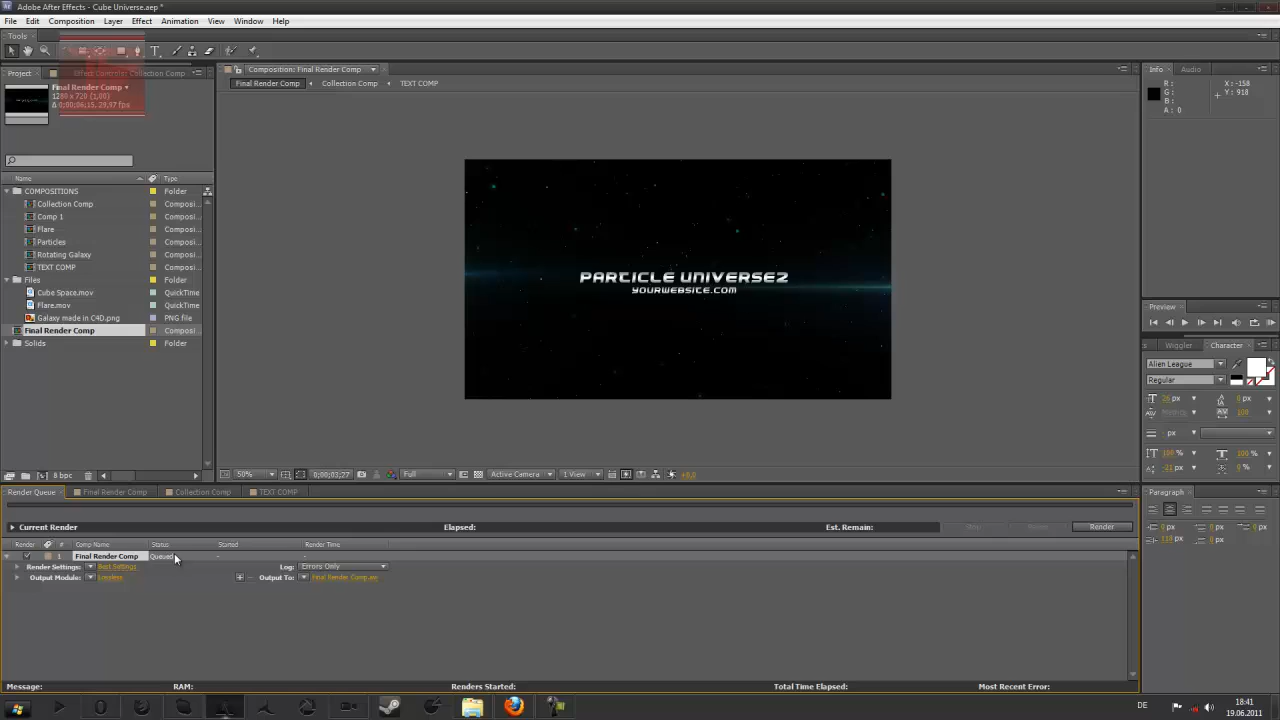 Adobe After Effects - Cube Universe.aep *
File Edit Composition Layer Effect Animation View Window Help
Tools
Project Effect Controls: Collection Comp
Composition: Final Render Comp
Info Audio
Final Render Comp Collection Comp TEXT COMP
Final Render Comp
1280 x 720 (1,00)
Δ 0;00;06;15, 29,97 fps
R :
G :
B :
A : 0
X : -158
Y : 918
Name Type
COMPOSITIONS Folder
Collection Comp Composi...
Comp 1 Composi...
Flare Composi...
Particles Composi...
Rotating Galaxy Composi...
TEXT COMP Composi...
Files Folder
Cube Space.mov QuickTime
Flare.mov QuickTime
Galaxy made in C4D.png PNG file
Final Render Comp Composi...
Solids Folder
PARTICLE UNIVERSE2
YOURWEBSITE.COM
Preview
Wiggler Character
Alien League
Regular
26 px 0 px
Metrics 100
px
100 % 100 %
-21 px 0 %
8 bpc
50% 0;00;03;27 Full Active Camera 1 View +0,0
Render Queue Final Render Comp Collection Comp TEXT COMP
Paragraph
0 px 0 px 0 px
118 px 0 px
Current Render Elapsed: Est. Remain: Stop Render
Render # Comp Name Status Started Render Time
1 Final Render Comp Queued - -
Render Settings: Best Settings Log: Errors Only
Output Module: Lossless Output To: Final Render Comp.avi
Message: RAM: Renders Started: Total Time Elapsed: Most Recent Error:
DE 18:41
19.06.2011